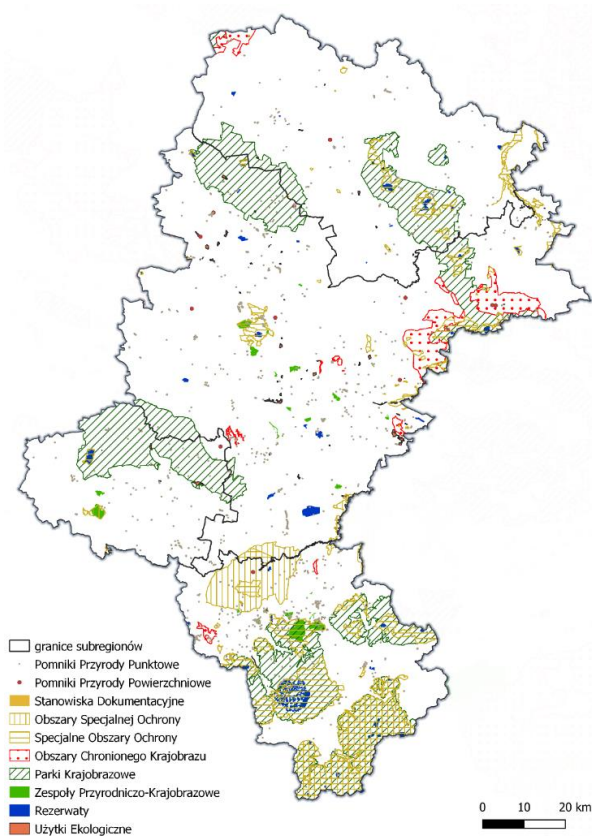 granice subregionów
Pomniki Przyrody Punktowe
Pomniki Przyrody Powierzchniowe
Stanowiska Dokumentacyjne
Obszary Specjalnej Ochrony
Specjalne Obszary Ochrony
Obszary Chronionego Krajobrazu
Parki Krajobrazowe
Zespoły Przyrodniczo-Krajobrazowe
Rezerwaty
Użytki Ekologiczne
0 10 20 km